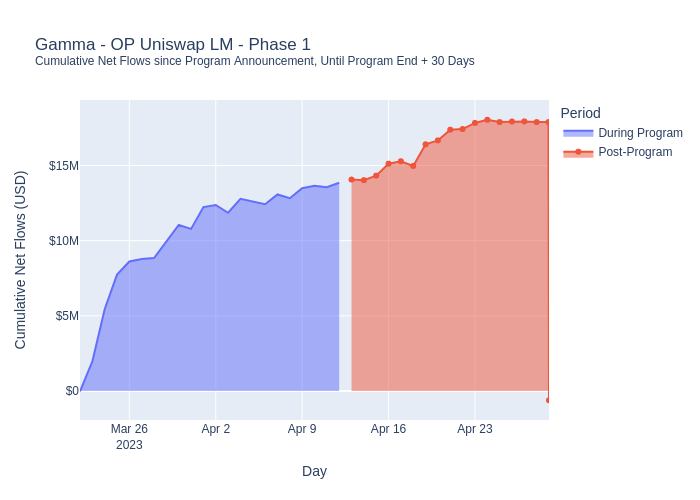 Gamma - OP Uniswap LM - Phase 1
Cumulative Net Flows since Program Announcement, Until Program End + 30 Days
Period
During Program
Post-Program
Cumulative Net Flows (USD)
$15M
$10M
$5M
$0
Mar 26
2023
Apr 2
Apr 9
Apr 16
Apr 23
Day